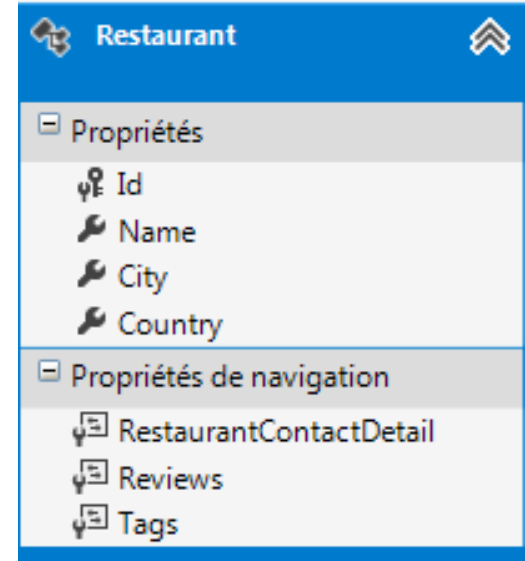 Restaurant
Propriétés
Id
Name
City
Country
Propriétés de navigation
RestaurantContactDetail
Reviews
Tags